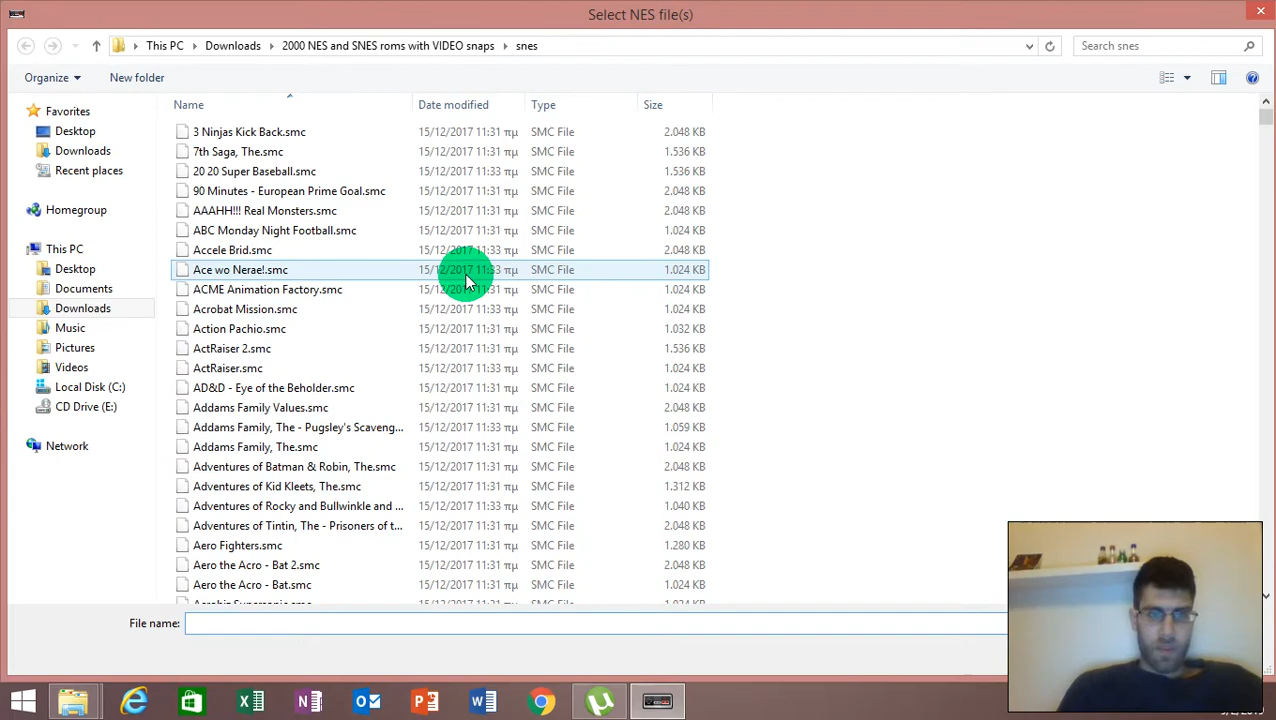 Select NES file(s)
This PC Downloads 2000 NES and SNES roms with VIDEO snaps snes Search snes
Organize New folder
Name Date modified Type Size
Favorites
Desktop
Downloads
Recent places
Homegroup
This PC
Desktop
Documents
Downloads
Music
Pictures
Videos
Local Disk (C:)
CD Drive (E:)
Network
3 Ninjas Kick Back.smc 15/12/2017 11:31 πμ SMC File 2.048 KB
7th Saga, The.smc 15/12/2017 11:31 πμ SMC File 1.536 KB
20 20 Super Baseball.smc 15/12/2017 11:33 πμ SMC File 1.536 KB
90 Minutes - European Prime Goal.smc 15/12/2017 11:31 πμ SMC File 2.048 KB
AAAHH!!! Real Monsters.smc 15/12/2017 11:31 πμ SMC File 2.048 KB
ABC Monday Night Football.smc 15/12/2017 11:31 πμ SMC File 1.024 KB
Accele Brid.smc 15/12/2017 11:33 πμ SMC File 2.048 KB
Ace wo Nerae!.smc 15/12/2017 11:33 πμ SMC File 1.024 KB
ACME Animation Factory.smc 15/12/2017 11:31 πμ SMC File 1.024 KB
Acrobat Mission.smc 15/12/2017 11:33 πμ SMC File 1.024 KB
Action Pachio.smc 15/12/2017 11:31 πμ SMC File 1.032 KB
ActRaiser 2.smc 15/12/2017 11:31 πμ SMC File 1.536 KB
ActRaiser.smc 15/12/2017 11:33 πμ SMC File 1.024 KB
AD&D - Eye of the Beholder.smc 15/12/2017 11:31 πμ SMC File 1.024 KB
Addams Family Values.smc 15/12/2017 11:31 πμ SMC File 2.048 KB
Addams Family, The - Pugsley's Scaveng... 15/12/2017 11:33 πμ SMC File 1.059 KB
Addams Family, The.smc 15/12/2017 11:31 πμ SMC File 1.024 KB
Adventures of Batman & Robin, The.smc 15/12/2017 11:31 πμ SMC File 2.048 KB
Adventures of Kid Kleets, The.smc 15/12/2017 11:31 πμ SMC File 1.312 KB
Adventures of Rocky and Bullwinkle and ... 15/12/2017 11:33 πμ SMC File 1.040 KB
Adventures of Tintin, The - Prisoners of t... 15/12/2017 11:31 πμ SMC File 2.048 KB
Aero Fighters.smc 15/12/2017 11:31 πμ SMC File 1.280 KB
Aero the Acro - Bat 2.smc 15/12/2017 11:31 πμ SMC File 2.048 KB
Aero the Acro - Bat.smc 15/12/2017 11:31 πμ SMC File 1.024 KB
File name: